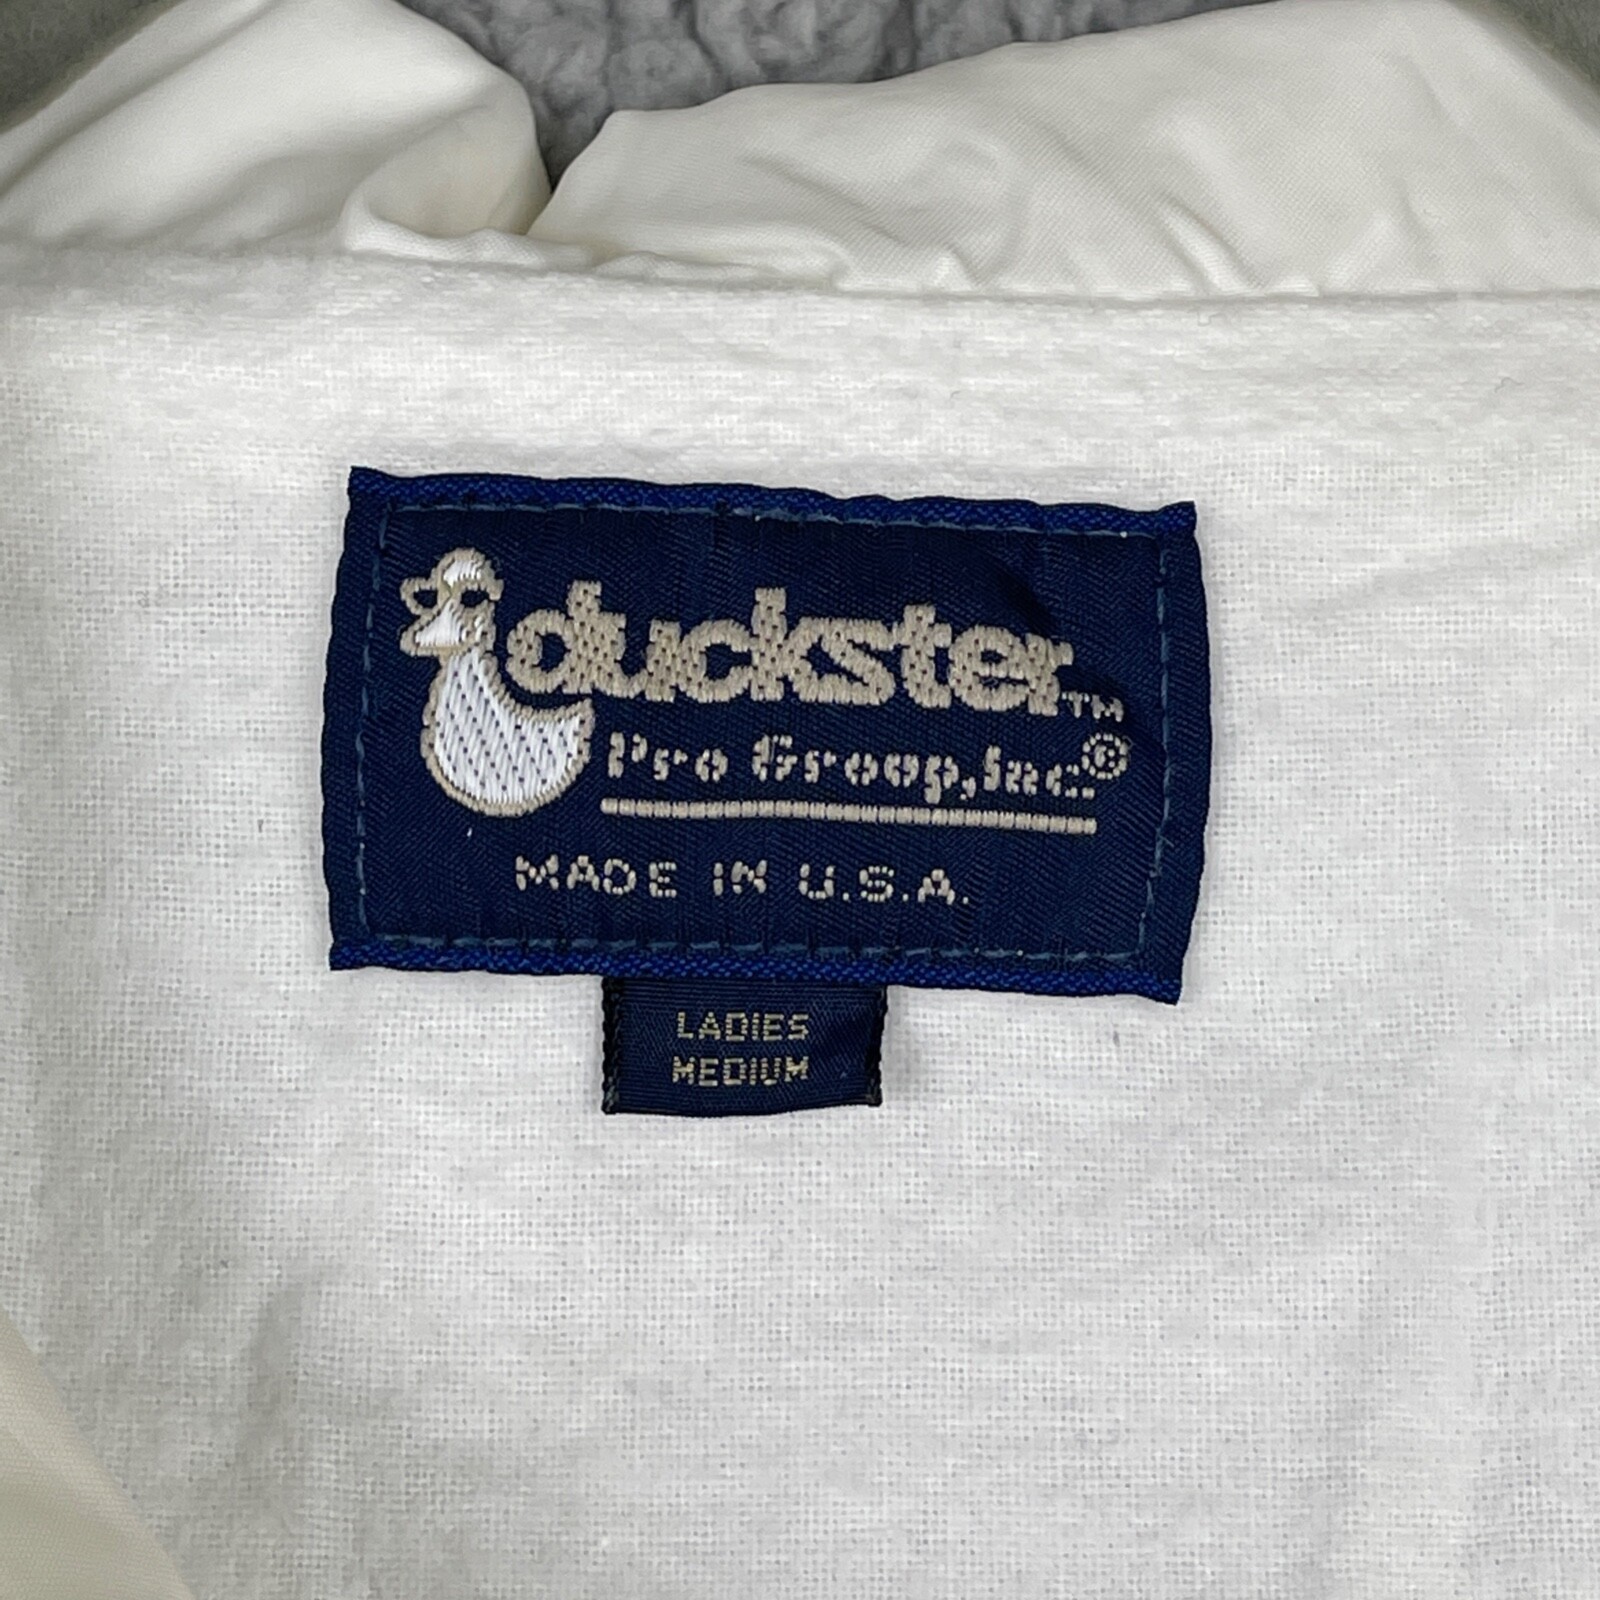 duckster™
Pro Group, Inc.®
MADE IN U.S.A.
LADIES
MEDIUM